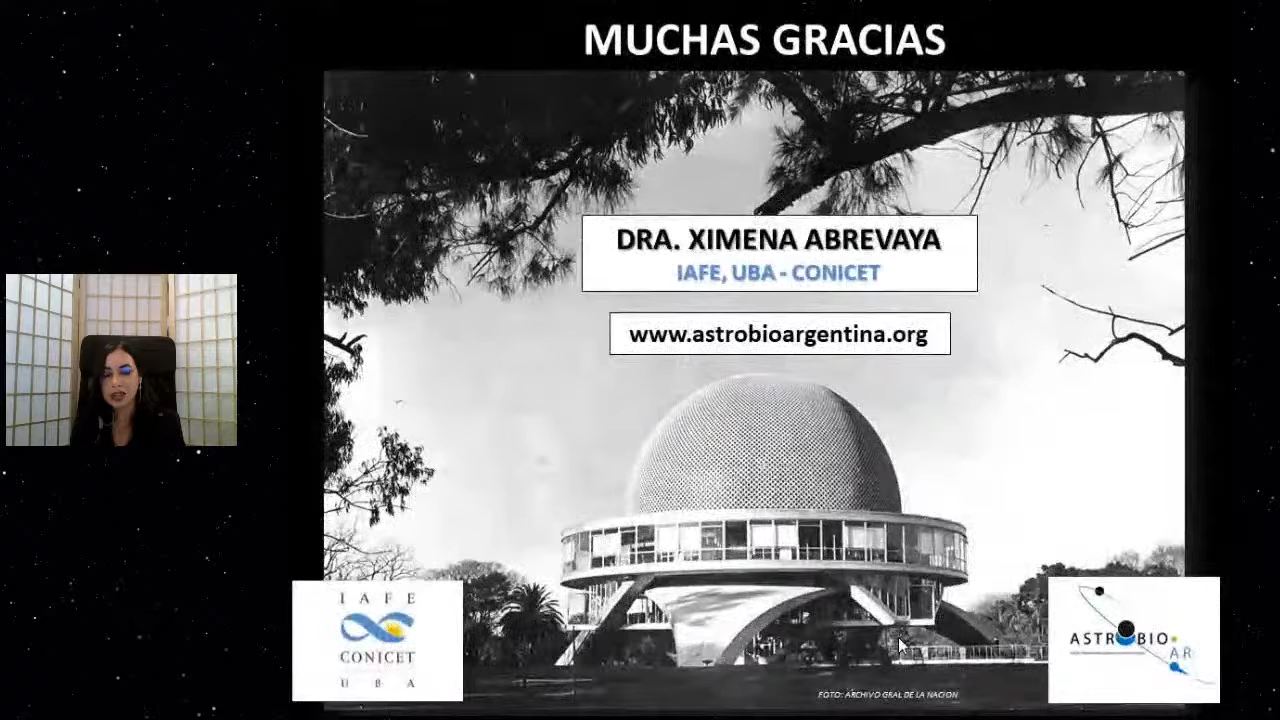 MUCHAS GRACIAS
DRA. XIMENA ABREVAYA
IAFE, UBA - CONICET
www.astrobioargentina.org
IAFE
CONICET
UBA
ASTROBIO
AR
FOTO: ARCHIVO GRAL DE LA NACION